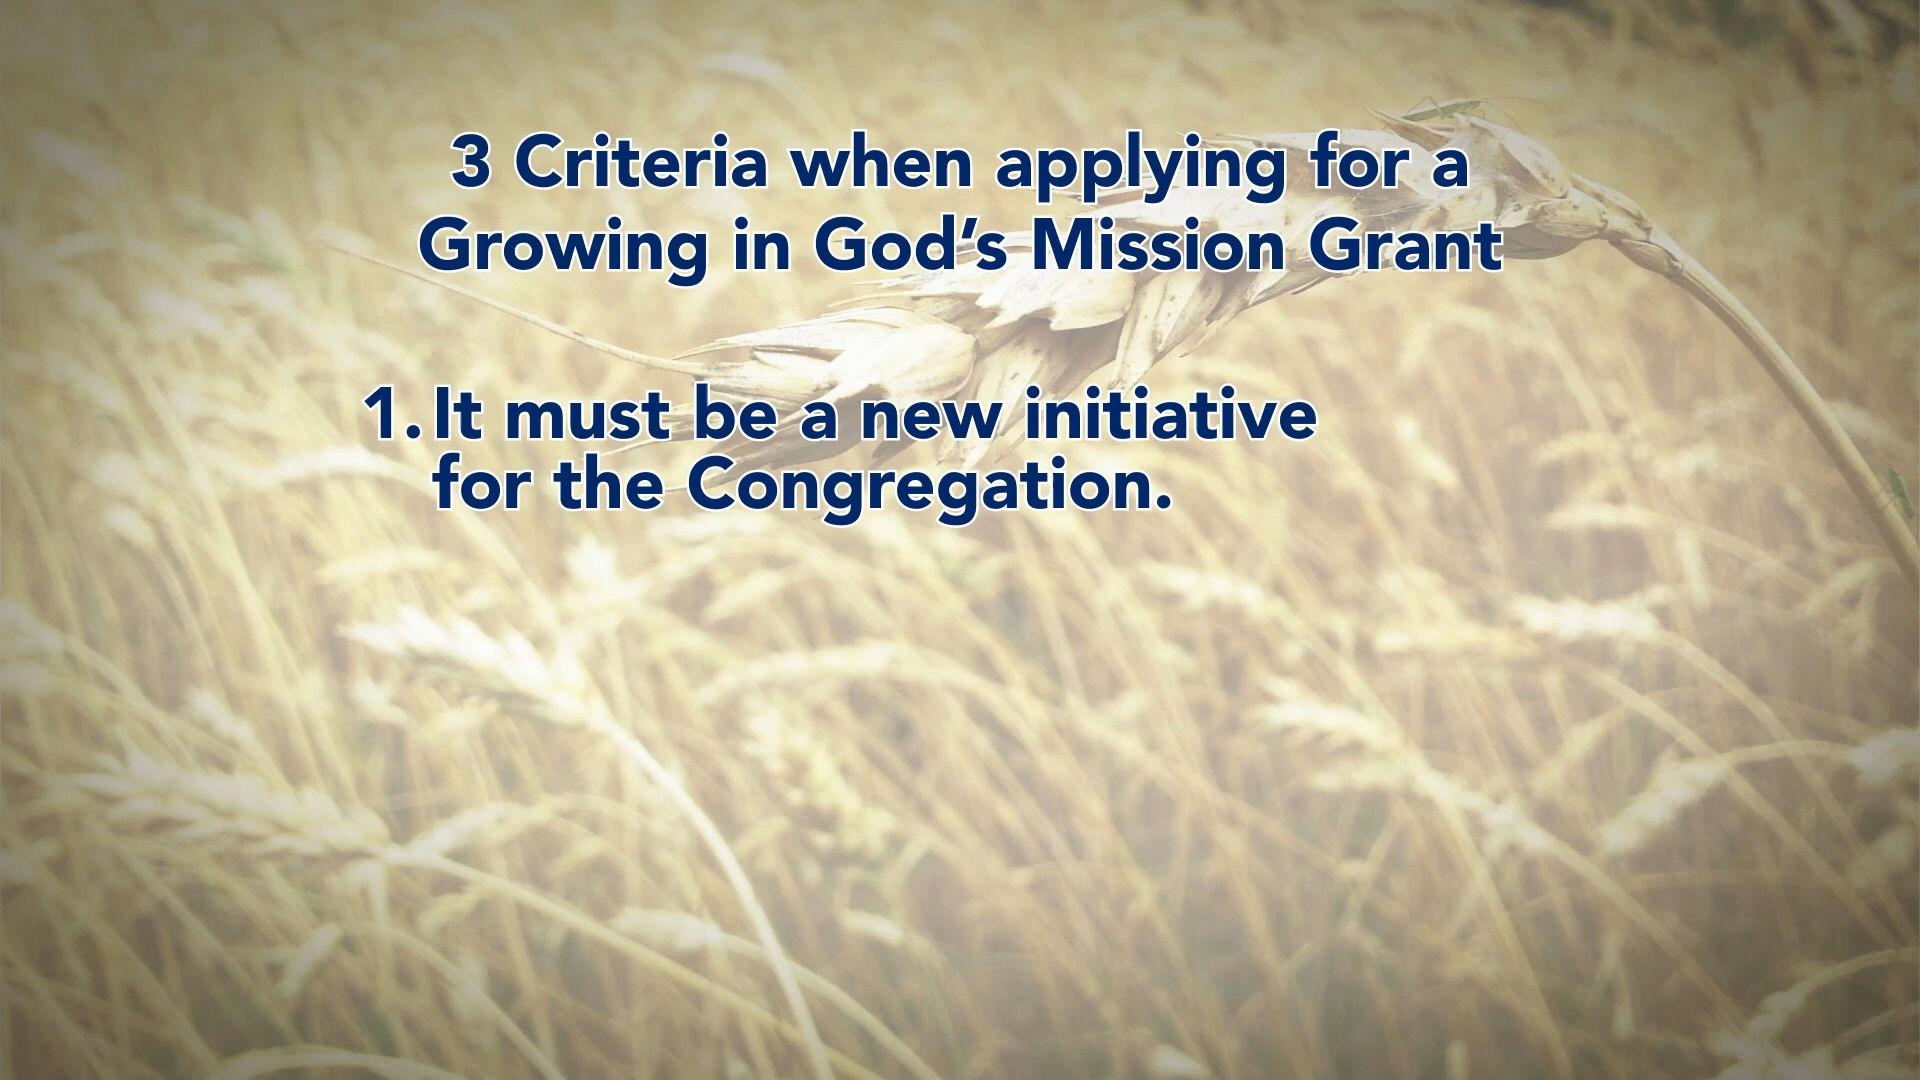 3 Criteria when applying for a
Growing in God’s Mission Grant
1. It must be a new initiative
for the Congregation.